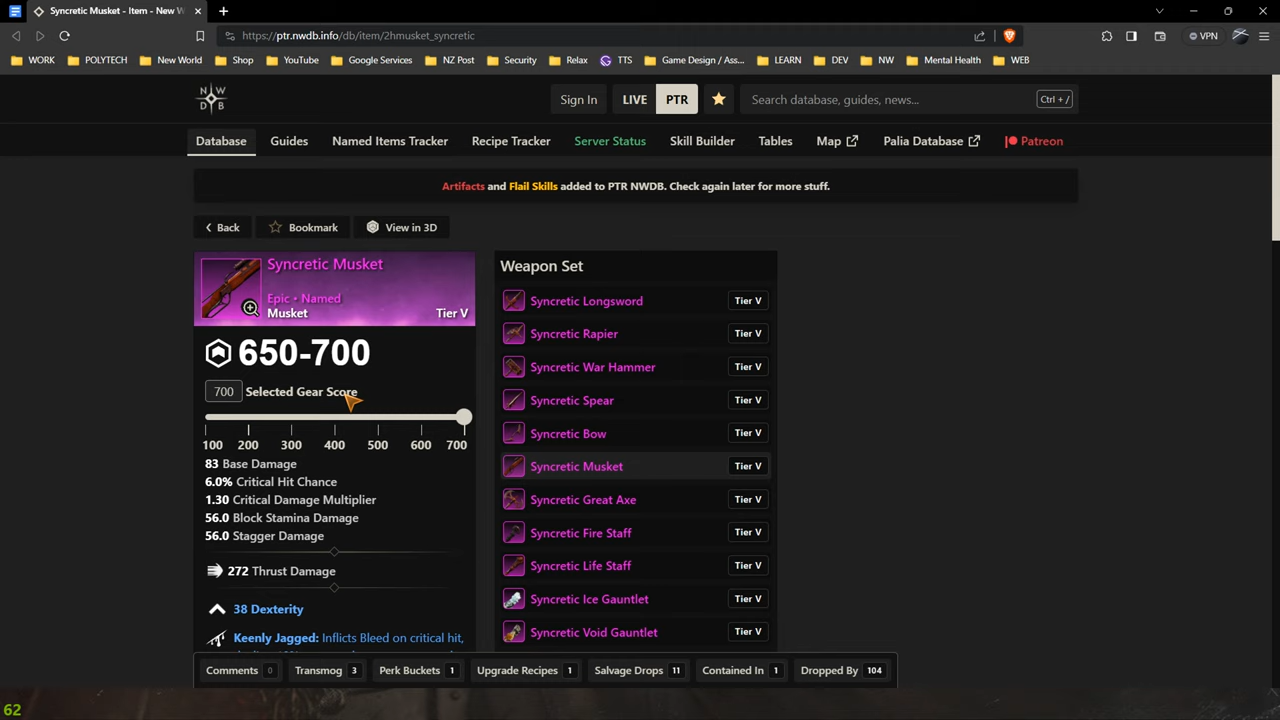 Syncretic Musket - Item - New W
https://ptr.nwdb.info/db/item/2hmusket_syncretic
VPN
WORK POLYTECH New World Shop YouTube Google Services NZ Post Security Relax TTS Game Design / Ass... LEARN DEV NW Mental Health WEB
NW DB
Sign In LIVE PTR Search database, guides, news... Ctrl + /
Database Guides Named Items Tracker Recipe Tracker Server Status Skill Builder Tables Map Palia Database Patreon
Artifacts and Flail Skills added to PTR NWDB. Check again later for more stuff.
Back Bookmark View in 3D
Syncretic Musket
Epic • Named
Musket Tier V
650-700
700 Selected Gear Score
100 200 300 400 500 600 700
83 Base Damage
6.0% Critical Hit Chance
1.30 Critical Damage Multiplier
56.0 Block Stamina Damage
56.0 Stagger Damage
272 Thrust Damage
38 Dexterity
Keenly Jagged: Inflicts Bleed on critical hit,
Weapon Set
Syncretic Longsword Tier V
Syncretic Rapier Tier V
Syncretic War Hammer Tier V
Syncretic Spear Tier V
Syncretic Bow Tier V
Syncretic Musket Tier V
Syncretic Great Axe Tier V
Syncretic Fire Staff Tier V
Syncretic Life Staff Tier V
Syncretic Ice Gauntlet Tier V
Syncretic Void Gauntlet Tier V
Comments 0 Transmog 3 Perk Buckets 1 Upgrade Recipes 1 Salvage Drops 11 Contained In 1 Dropped By 104
62